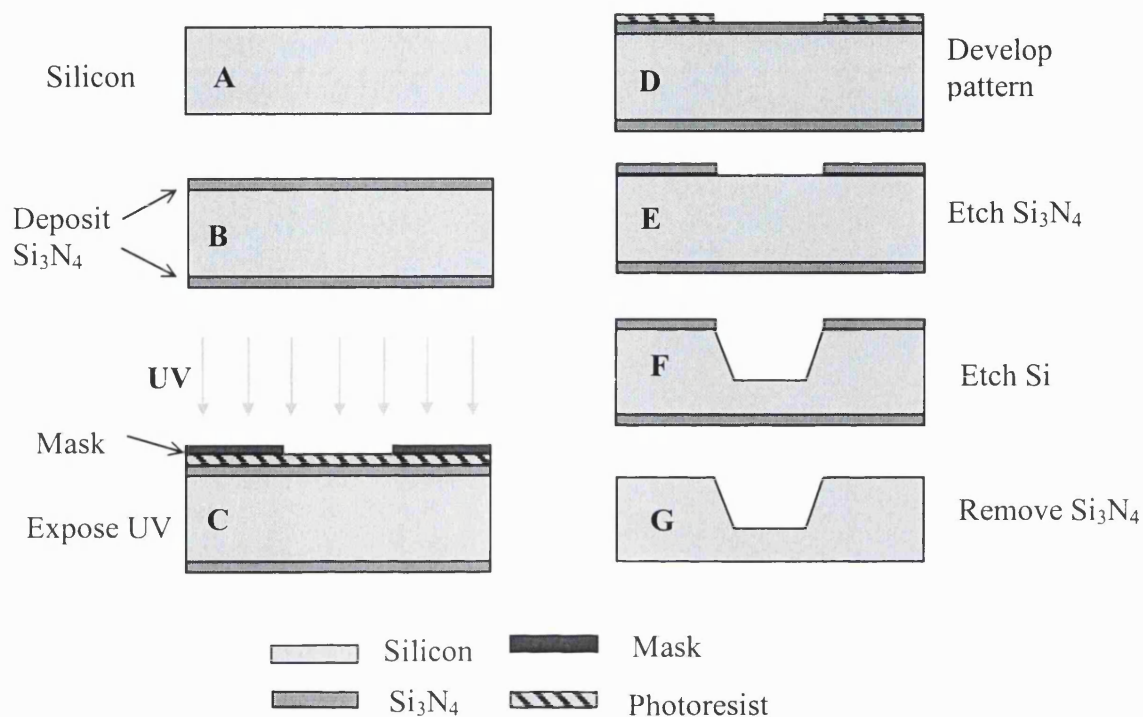 Silicon
A
Deposit
Si₃N₄
B
UV
Mask
Expose UV
C
D
Develop
pattern
E
Etch Si₃N₄
F
Etch Si
G
Remove Si₃N₄
Silicon
Mask
Si₃N₄
Photoresist